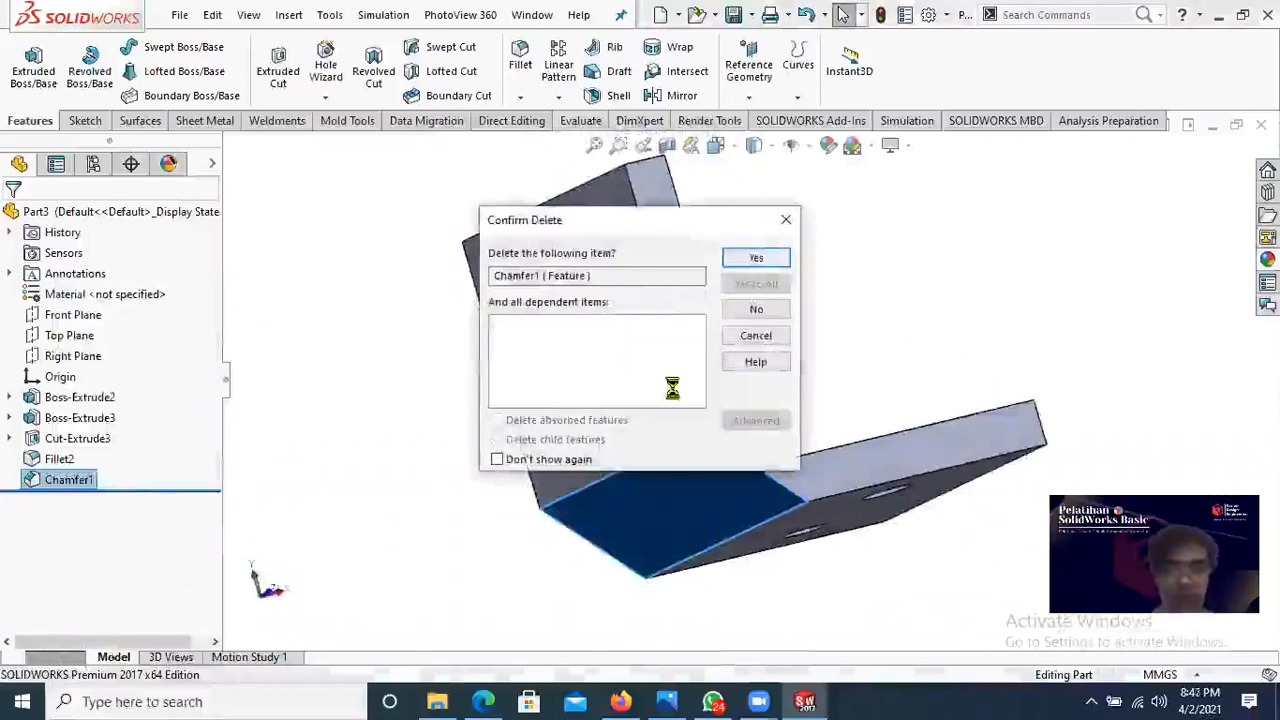 SOLIDWORKS File Edit View Insert Tools Simulation PhotoView 360 Window Help P... Search Commands ?
Extruded Boss/Base
Revolved Boss/Base
Swept Boss/Base
Lofted Boss/Base
Boundary Boss/Base
Extruded Cut
Hole Wizard
Revolved Cut
Swept Cut
Lofted Cut
Boundary Cut
Fillet
Linear Pattern
Rib
Draft
Shell
Wrap
Intersect
Mirror
Reference Geometry
Curves
Instant3D
Features Sketch Surfaces Sheet Metal Weldments Mold Tools Data Migration Direct Editing Evaluate DimXpert Render Tools SOLIDWORKS Add-Ins Simulation SOLIDWORKS MBD Analysis Preparation
Part3 (Default<<Default>_Display State
History
Sensors
Annotations
Material <not specified>
Front Plane
Top Plane
Right Plane
Origin
Boss-Extrude2
Boss-Extrude3
Cut-Extrude3
Fillet2
Chamfer1
Confirm Delete
Delete the following item?
Chamfer1 ( Feature )
And all dependent items:
Yes
Yes to All
No
Cancel
Help
Advanced
Delete absorbed features
Delete child features
Don't show again
Pelatihan
SolidWorks Basic
Activate Windows
Go to Settings to activate Windows.
Model 3D Views Motion Study 1
SOLIDWORKS Premium 2017 x64 Edition Editing Part MMGS
Type here to search
24
SW
2017
8:43 PM
4/2/2021